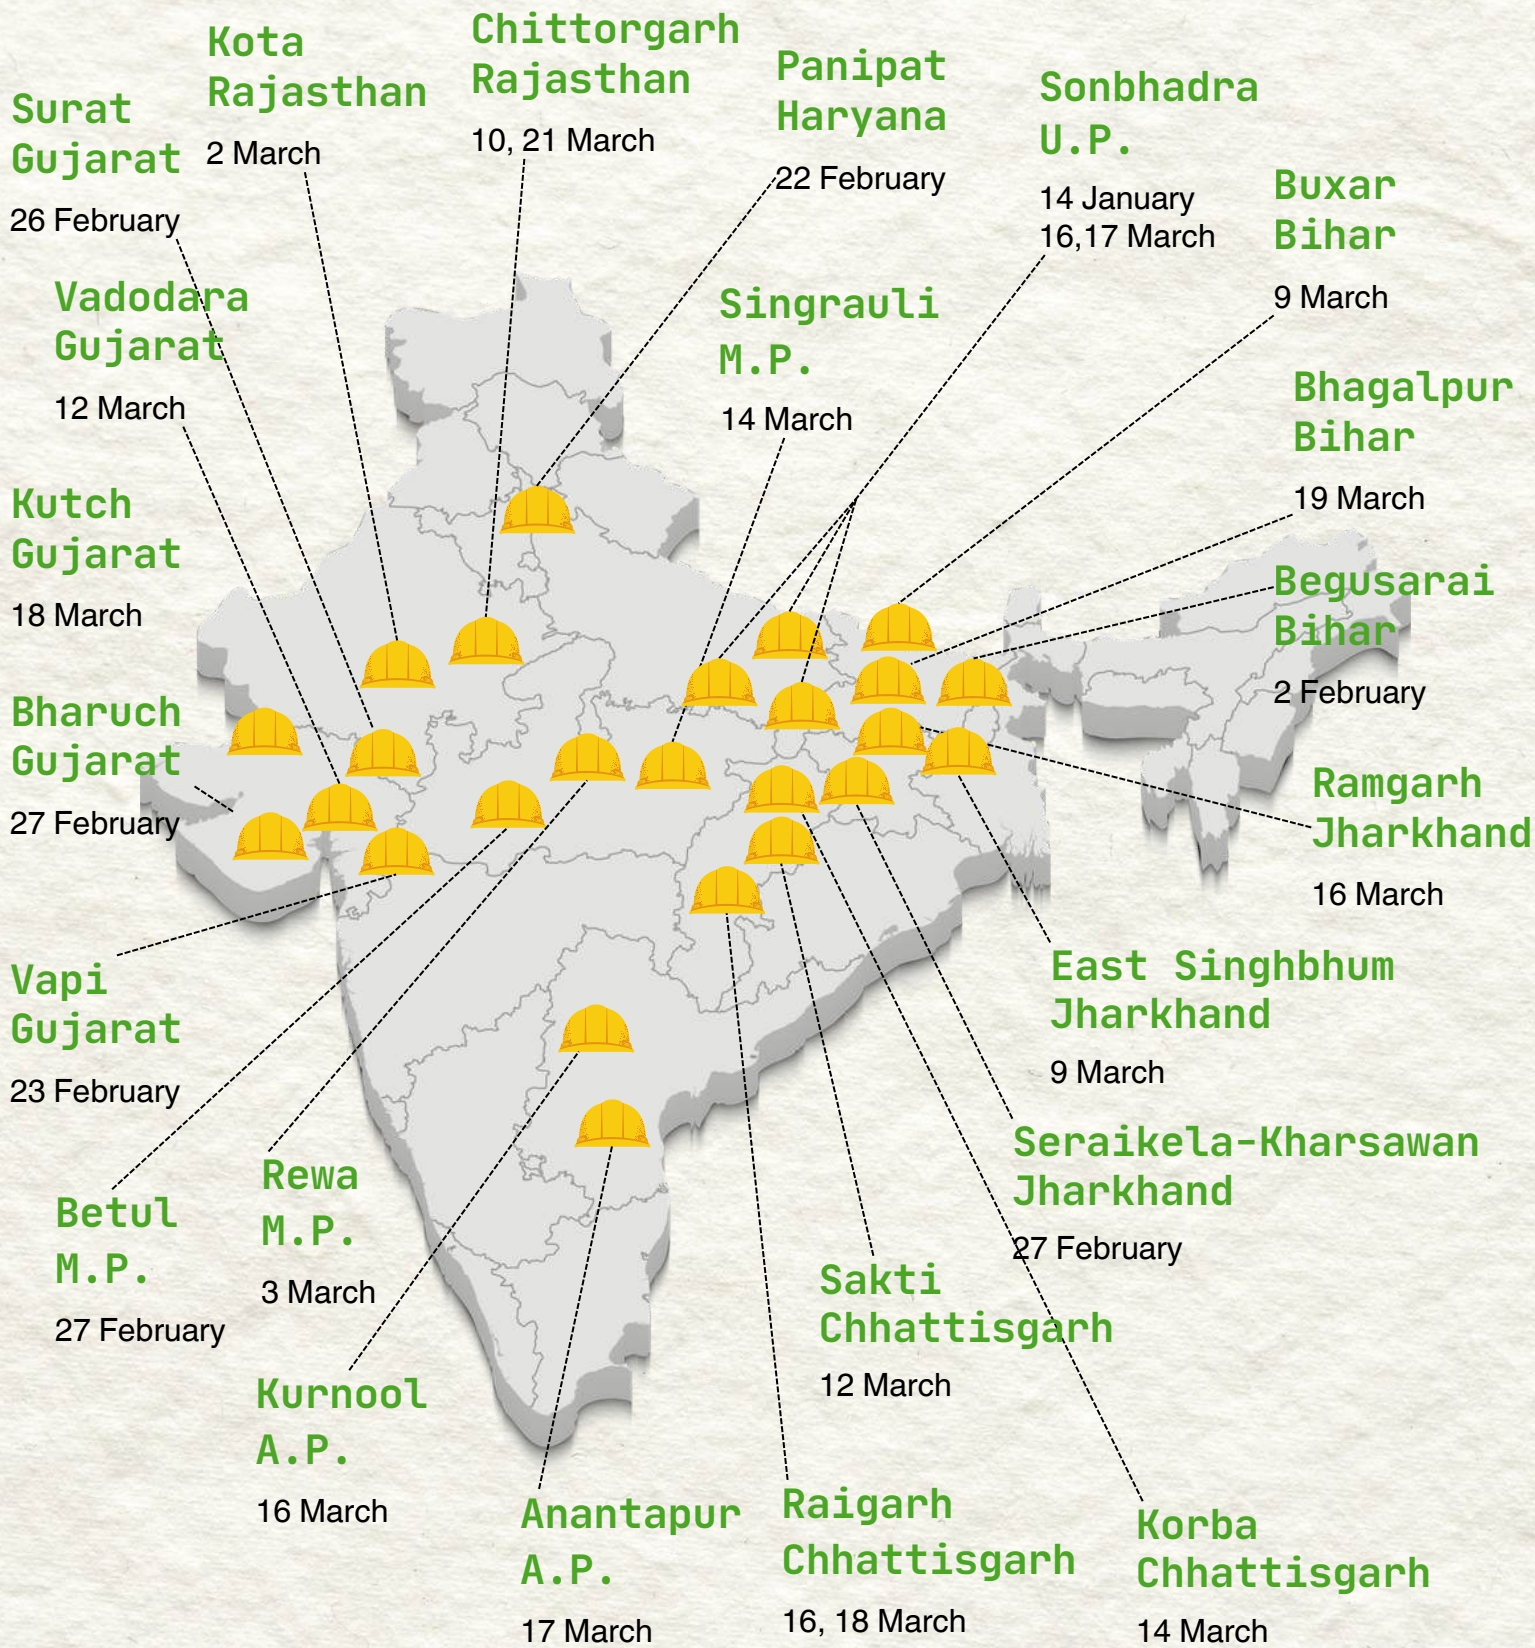 Kota
Rajasthan
2 March
Chittorgarh
Rajasthan
10, 21 March
Panipat
Haryana
22 February
Sonbhadra
U.P.
14 January
16,17 March
Surat
Gujarat
26 February
Buxar
Bihar
9 March
Vadodara
Gujarat
12 March
Singrauli
M.P.
14 March
Bhagalpur
Bihar
19 March
Kutch
Gujarat
18 March
Begusarai
Bihar
2 February
Bharuch
Gujarat
27 February
Ramgarh
Jharkhand
16 March
Vapi
Gujarat
23 February
East Singhbhum
Jharkhand
9 March
Seraikela-Kharsawan
Jharkhand
27 February
Betul
M.P.
27 February
Rewa
M.P.
3 March
Sakti
Chhattisgarh
12 March
Kurnool
A.P.
16 March
Anantapur
A.P.
17 March
Raigarh
Chhattisgarh
16, 18 March
Korba
Chhattisgarh
14 March